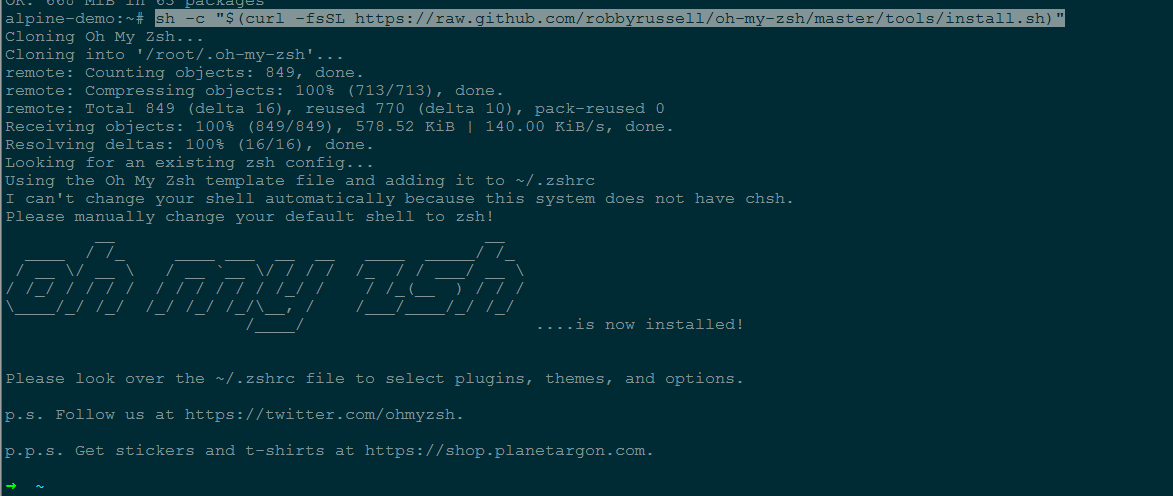 OK: 668 MiB in 63 packages
alpine-demo:~# sh -c "$(curl -fsSL https://raw.github.com/robbyrussell/oh-my-zsh/master/tools/install.sh)"
Cloning Oh My Zsh...
Cloning into '/root/.oh-my-zsh'...
remote: Counting objects: 849, done.
remote: Compressing objects: 100% (713/713), done.
remote: Total 849 (delta 16), reused 770 (delta 10), pack-reused 0
Receiving objects: 100% (849/849), 578.52 KiB | 140.00 KiB/s, done.
Resolving deltas: 100% (16/16), done.
Looking for an existing zsh config...
Using the Oh My Zsh template file and adding it to ~/.zshrc
I can't change your shell automatically because this system does not have chsh.
Please manually change your default shell to zsh!
oh my zsh
....is now installed!
Please look over the ~/.zshrc file to select plugins, themes, and options.
p.s. Follow us at https://twitter.com/ohmyzsh.
p.p.s. Get stickers and t-shirts at https://shop.planetargon.com.
➜ ~